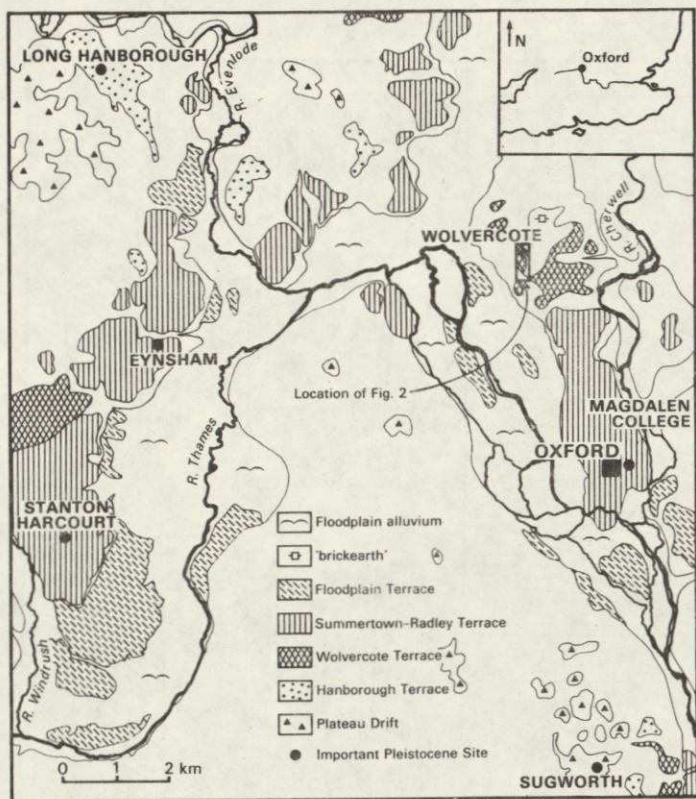 LONG HANBOROUGH
R. Evenlode
N
Oxford
R. Cherwell
WOLVERCOTE
EYNSHAM
Location of Fig. 2
MAGDALEN
COLLEGE
OXFORD
R. Thames
STANTON
HARCOURT
R. Windrush
Floodplain alluvium
'brickearth'
Floodplain Terrace
Summertown-Radley Terrace
Wolvercote Terrace
Hanborough Terrace
Plateau Drift
Important Pleistocene Site
0 1 2 km
SUGWORTH